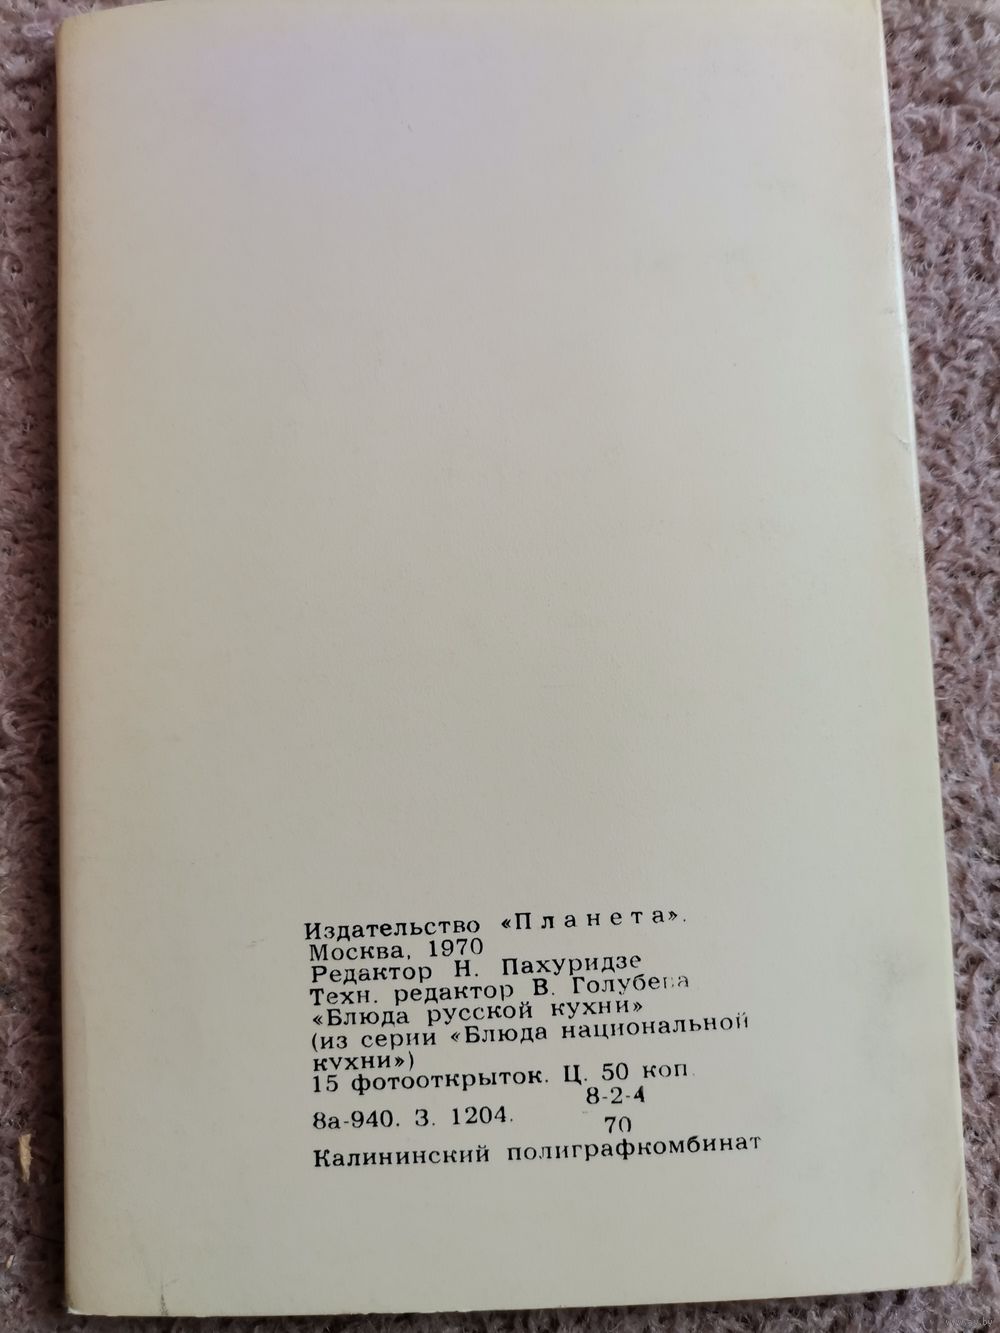 Издательство «Планета».
Москва, 1970
Редактор Н. Пахуридзе
Техн. редактор В. Голубева
«Блюда русской кухни»
(из серии «Блюда национальной
кухни»)
15 фотооткрыток. Ц. 50 коп.
8-2-4
8а-940. З. 1204.
70
Калининский полиграфкомбинат